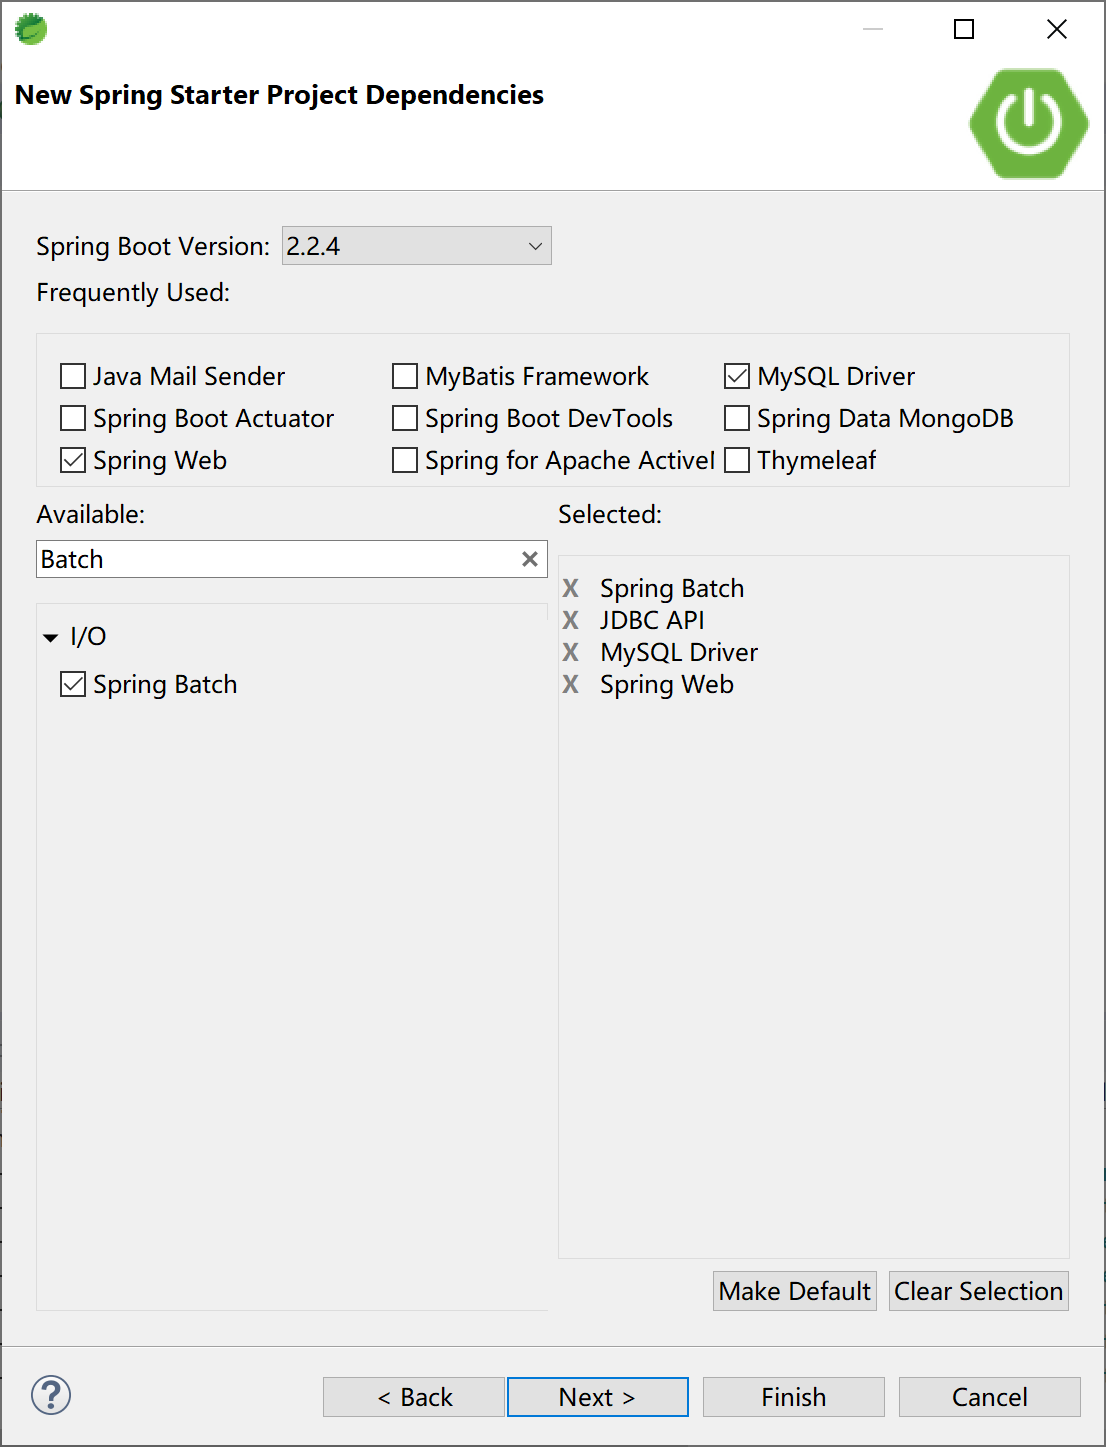 New Spring Starter Project Dependencies
Spring Boot Version: 2.2.4
Frequently Used:
Java Mail Sender MyBatis Framework MySQL Driver
Spring Boot Actuator Spring Boot DevTools Spring Data MongoDB
Spring Web Spring for Apache ActiveM Thymeleaf
Available: Selected:
Batch
I/O
Spring Batch
X Spring Batch
X JDBC API
X MySQL Driver
X Spring Web
Make Default Clear Selection
? < Back Next > Finish Cancel